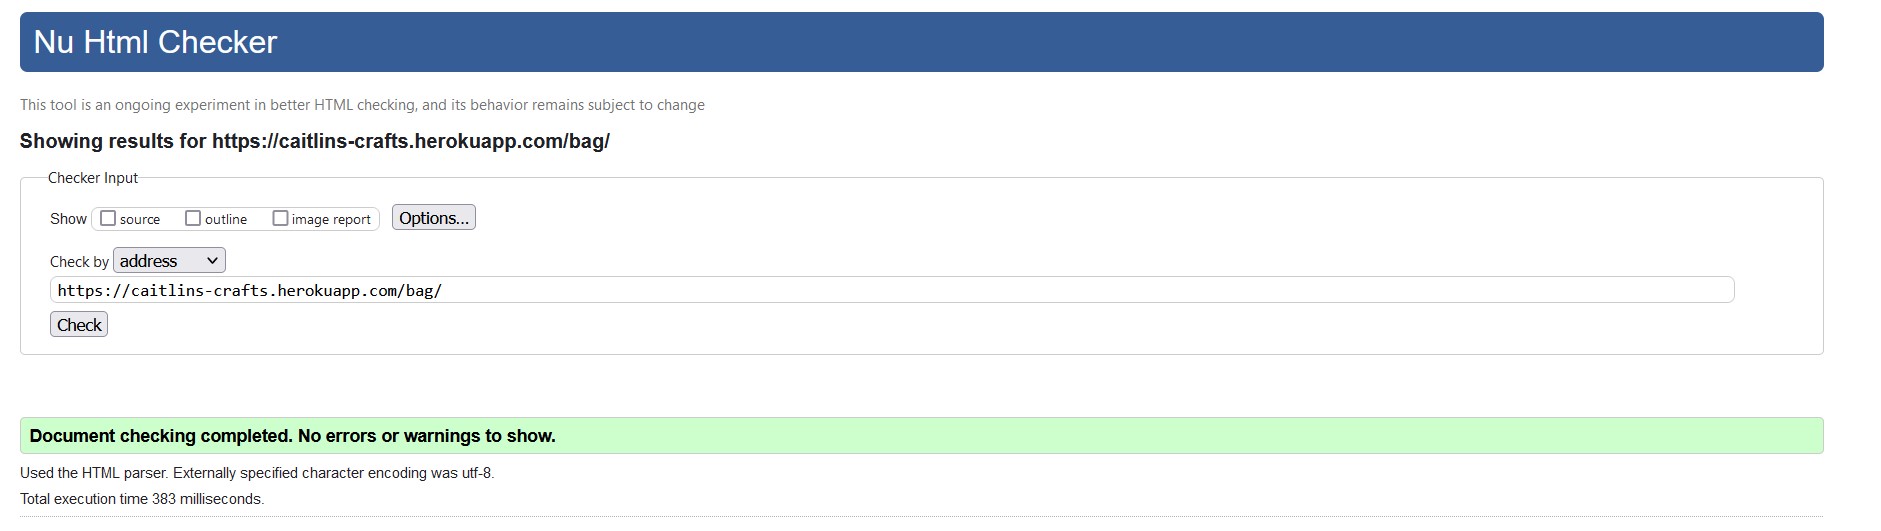 Nu Html Checker
This tool is an ongoing experiment in better HTML checking, and its behavior remains subject to change
Showing results for https://caitlins-crafts.herokuapp.com/bag/
Checker Input
Show source outline image report Options...
Check by address
https://caitlins-crafts.herokuapp.com/bag/
Check
Document checking completed. No errors or warnings to show.
Used the HTML parser. Externally specified character encoding was utf-8.
Total execution time 383 milliseconds.